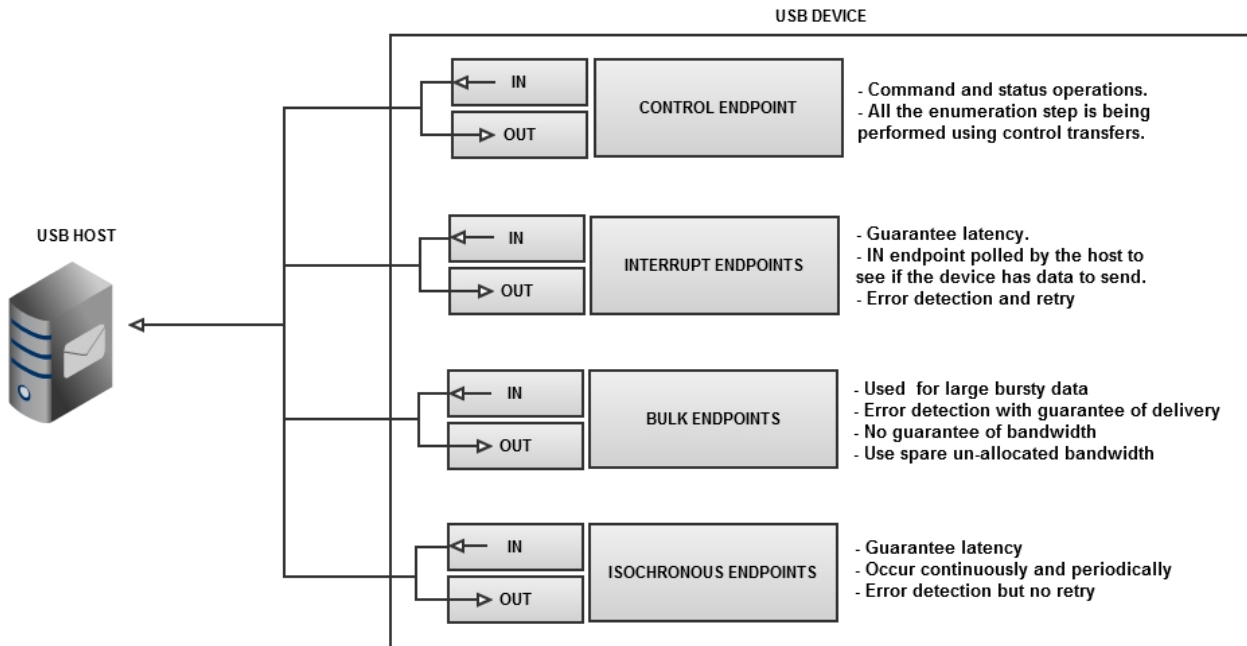 USB DEVICE
IN
OUT
CONTROL ENDPOINT
- Command and status operations.
- All the enumeration step is being
performed using control transfers.
USB HOST
IN
OUT
INTERRUPT ENDPOINTS
- Guarantee latency.
- IN endpoint polled by the host to
see if the device has data to send.
- Error detection and retry
IN
OUT
BULK ENDPOINTS
- Used for large bursty data
- Error detection with guarantee of delivery
- No guarantee of bandwidth
- Use spare un-allocated bandwidth
IN
OUT
ISOCHRONOUS ENDPOINTS
- Guarantee latency
- Occur continuously and periodically
- Error detection but no retry